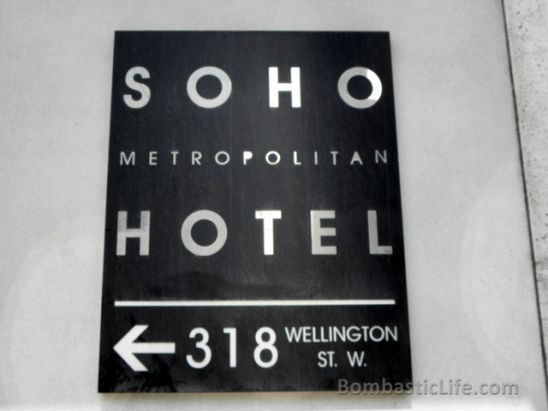 SOHO
METROPOLITAN
HOTEL
← 318 WELLINGTON
ST. W.
BombasticLife.com